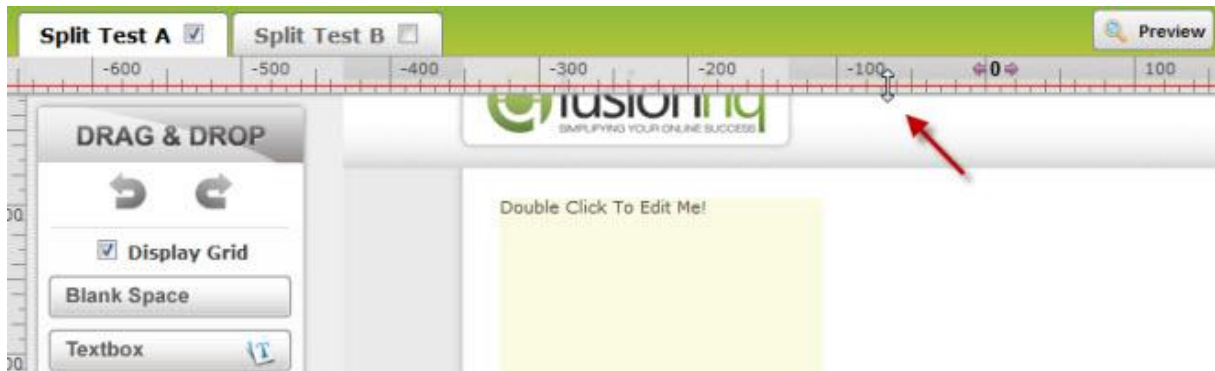 Split Test A
Split Test B
Preview
-600 -500 -400 -300 -200 -100 0 100
fusionhq
SIMPLIFYING YOUR ONLINE SUCCESS
DRAG & DROP
Double Click To Edit Me!
Display Grid
Blank Space
Textbox
T